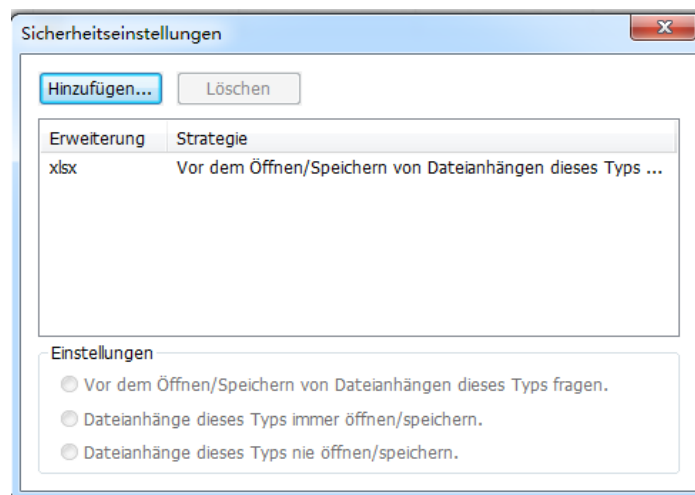 Sicherheitseinstellungen
Hinzufügen... Löschen
Erweiterung Strategie
xlsx Vor dem Öffnen/Speichern von Dateianhängen dieses Typs ...
Einstellungen
Vor dem Öffnen/Speichern von Dateianhängen dieses Typs fragen.
Dateianhänge dieses Typs immer öffnen/speichern.
Dateianhänge dieses Typs nie öffnen/speichern.